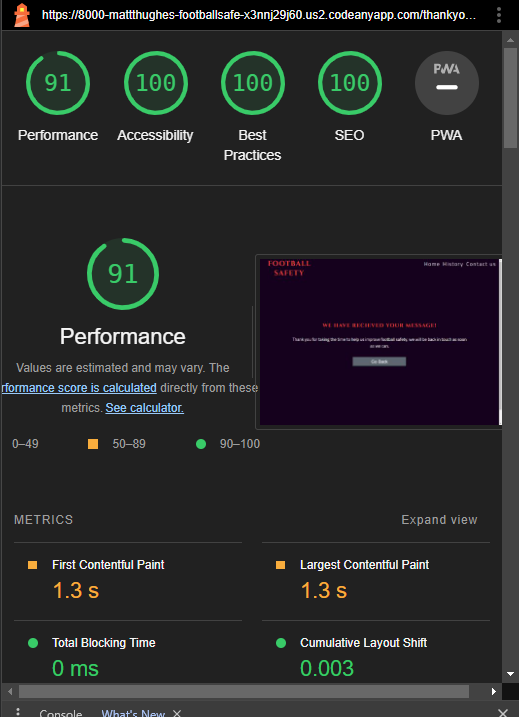 https://8000-mattthughes-footballsafe-x3nnj29j60.us2.codeanyapp.com/thankyo...
91
100
100
100
PWA
Performance
Accessibility
Best
Practices
SEO
PWA
91
Performance
Values are estimated and may vary. The
rformance score is calculated directly from these
metrics. See calculator.
0–49
50–89
90–100
FOOTBALL
SAFETY
Home History Contact us
WE HAVE RECIEVED YOUR MESSAGE!
Thank you for taking the time to help us improve football safety, we will be back in touch as soon
as we can.
Go Back
METRICS
Expand view
First Contentful Paint
1.3 s
Largest Contentful Paint
1.3 s
Total Blocking Time
0 ms
Cumulative Layout Shift
0.003
Console
What's New